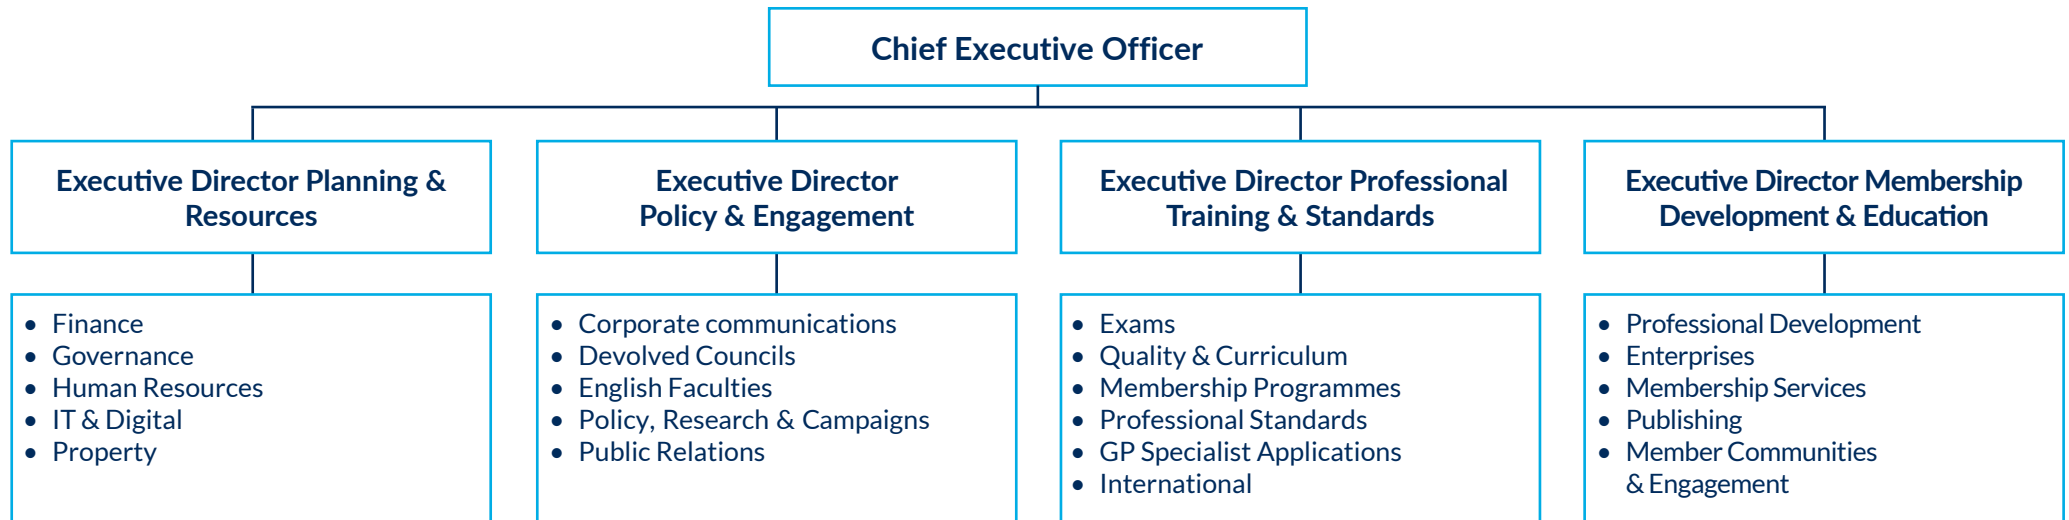 Chief Executive Officer
Executive Director Planning &
Resources
Executive Director
Policy & Engagement
Executive Director Professional
Training & Standards
Executive Director Membership
Development & Education
• Finance
• Governance
• Human Resources
• IT & Digital
• Property
• Corporate communications
• Devolved Councils
• English Faculties
• Policy, Research & Campaigns
• Public Relations
• Exams
• Quality & Curriculum
• Membership Programmes
• Professional Standards
• GP Specialist Applications
• International
• Professional Development
• Enterprises
• Membership Services
• Publishing
• Member Communities
& Engagement